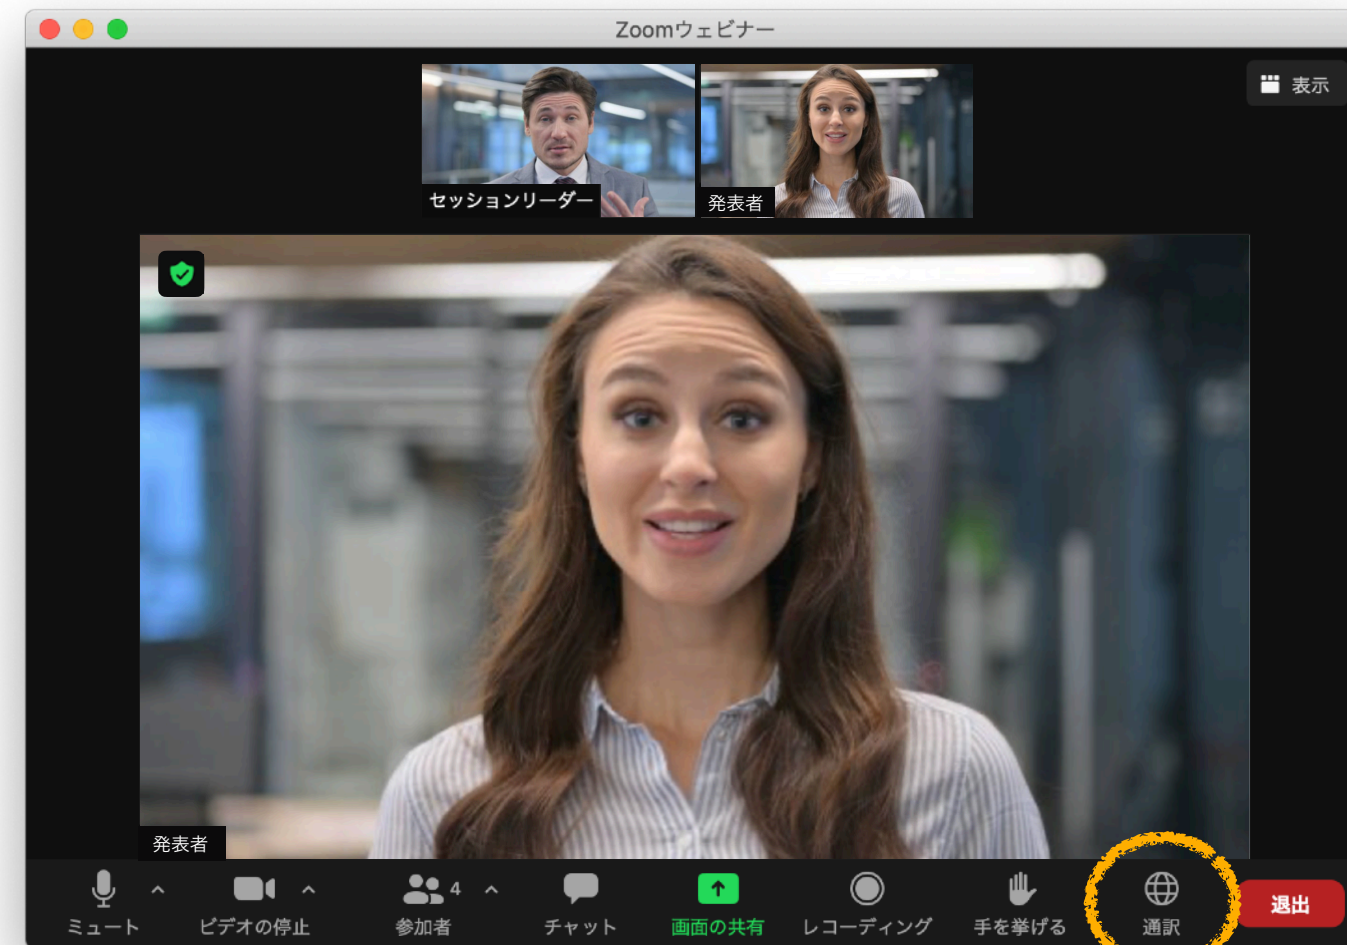 Zoomウェビナー
表示
セッションリーダー
発表者
発表者
ミュート
ビデオの停止
4
参加者
チャット
画面の共有
レコーディング
手を挙げる
通訳
退出